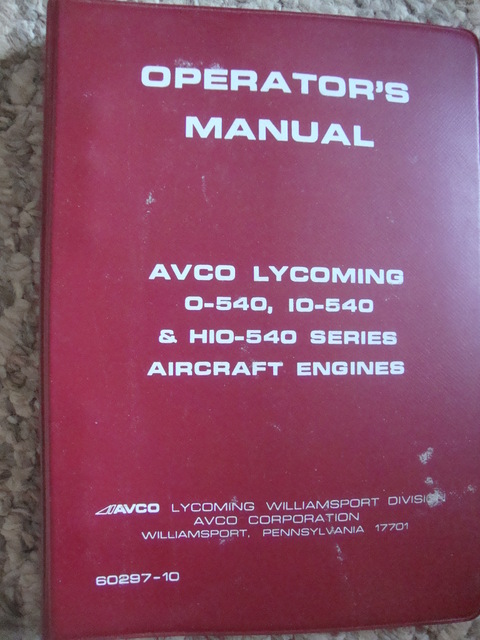 OPERATOR'S
MANUAL
AVCO LYCOMING
O-540, IO-540
& HIO-540 SERIES
AIRCRAFT ENGINES
AVCO LYCOMING WILLIAMSPORT DIVISION
AVCO CORPORATION
WILLIAMSPORT, PENNSYLVANIA 17701
60297-10